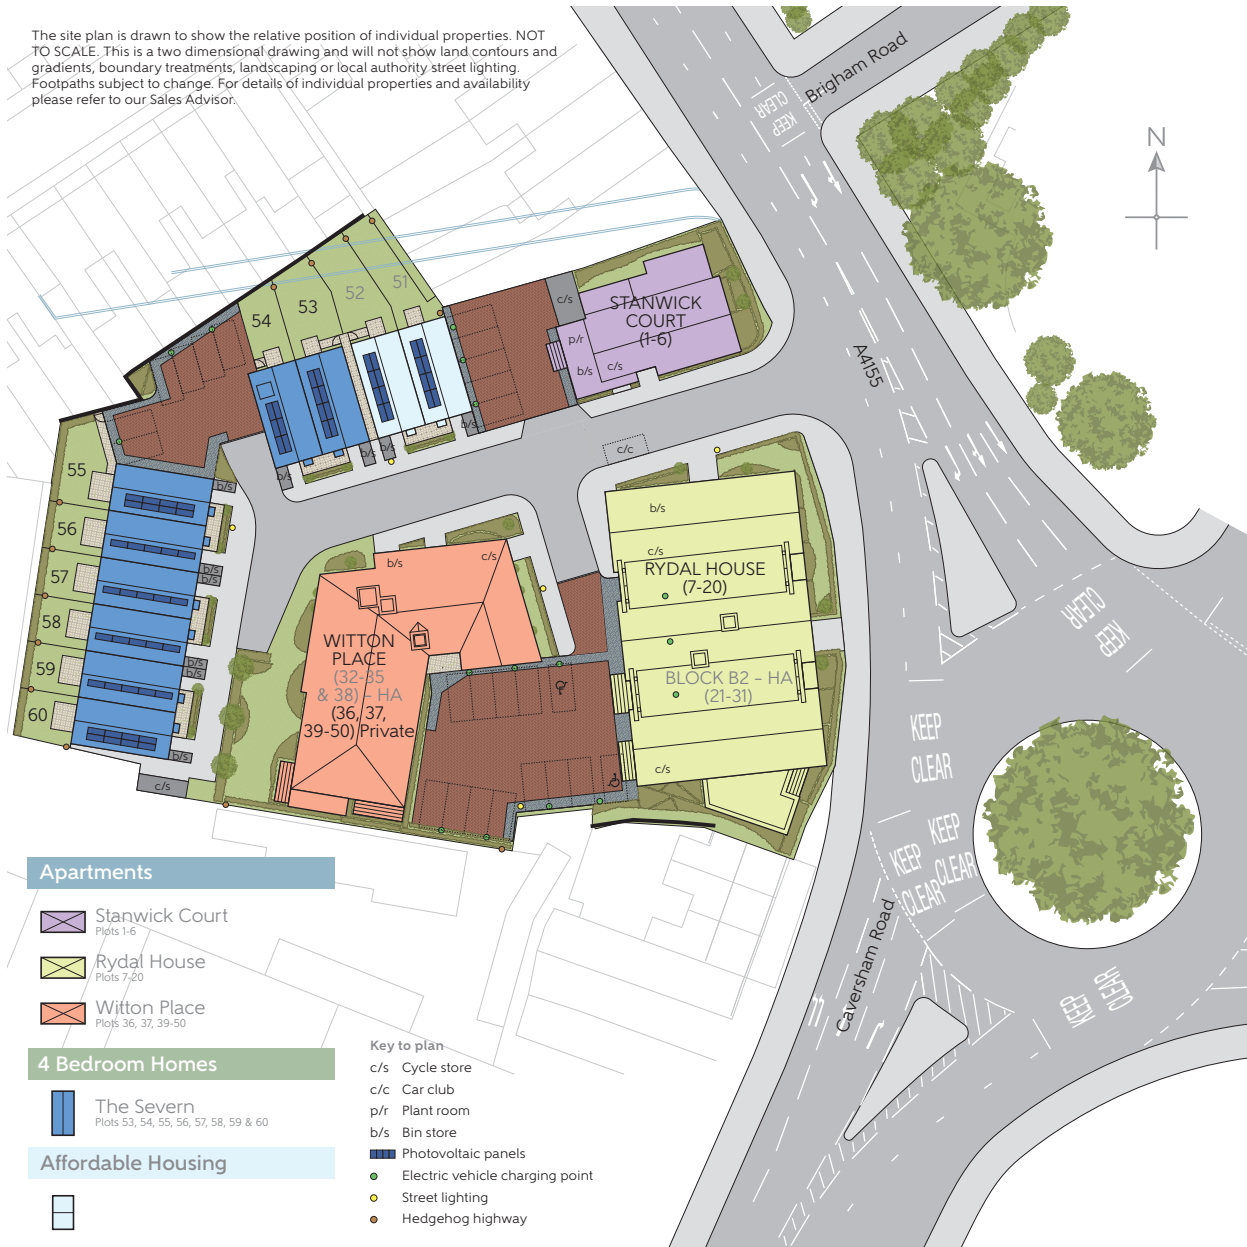 The site plan is drawn to show the relative position of individual properties. NOT
TO SCALE. This is a two dimensional drawing and will not show land contours and
gradients, boundary treatments, landscaping or local authority street lighting.
Footpaths subject to change. For details of individual properties and availability
please refer to our Sales Advisor.
Brigham Road
KEEP
CLEAR
N
A4155
51
52
53
54
c/s
STANWICK
COURT
(1-6)
p/r
b/s
c/s
b/s
b/s
b/s
b/s
c/c
55
56
57
58
59
60
b/s
b/s
b/s
b/s
b/s
b/s
c/s
b/s
c/s
WITTON
PLACE
(32-35
& 38) – HA
(36, 37,
39-50) Private
b/s
c/s
RYDAL HOUSE
(7-20)
BLOCK B2 – HA
(21-31)
c/s
KEEP
CLEAR
KEEP
CLEAR
KEEP
CLEAR
KEEP
CLEAR
KEEP
CLEAR
Caversham Road
Apartments
Stanwick Court
Plots 1-6
Rydal House
Plots 7-20
Witton Place
Plots 36, 37, 39-50
4 Bedroom Homes
The Severn
Plots 53, 54, 55, 56, 57, 58, 59 & 60
Affordable Housing
Key to plan
c/s Cycle store
c/c Car club
p/r Plant room
b/s Bin store
Photovoltaic panels
Electric vehicle charging point
Street lighting
Hedgehog highway